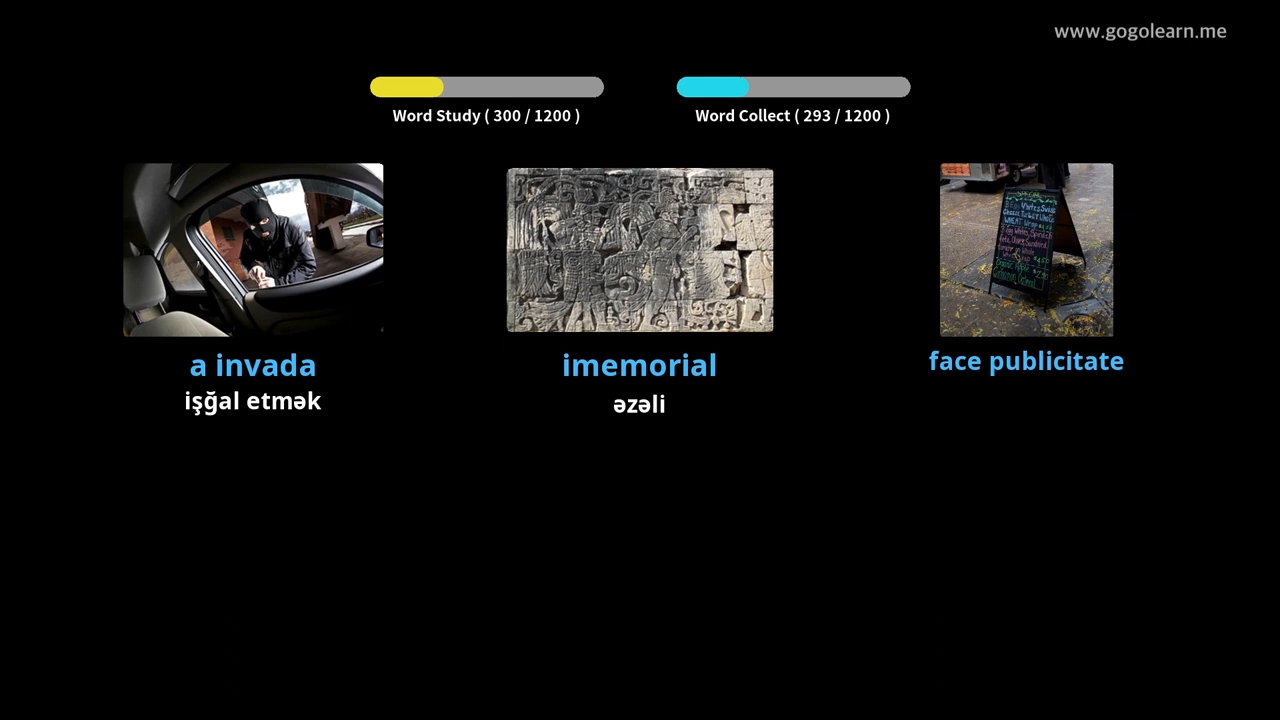 www.gogolearn.me
Word Study ( 300 / 1200 )
Word Collect ( 293 / 1200 )
a invada
işğal etmək
imemorial
əzəli
face publicitate